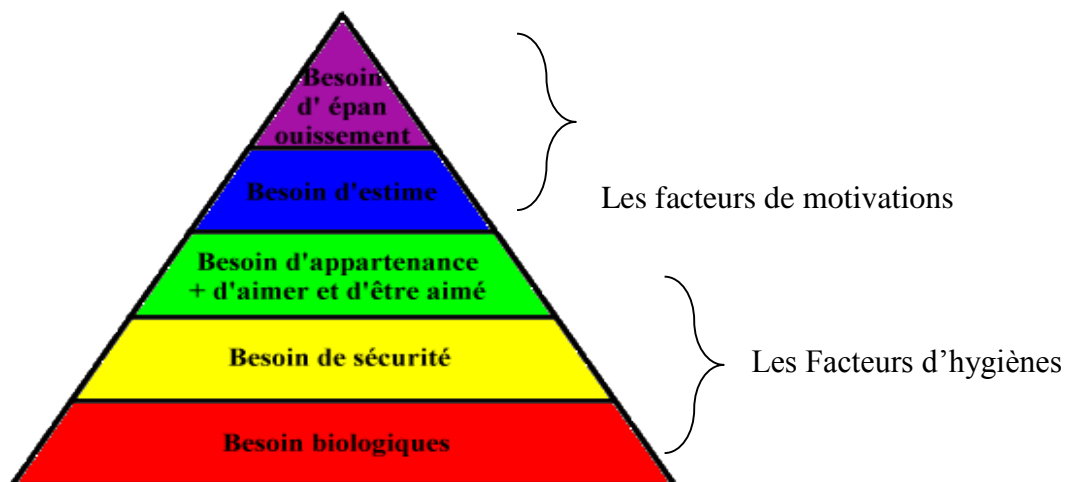 Besoin
d' épan
ouissement
Besoin d'estime
Les facteurs de motivations
Besoin d'appartenance
+ d'aimer et d'être aimé
Besoin de sécurité
Les Facteurs d’hygiènes
Besoin biologiques